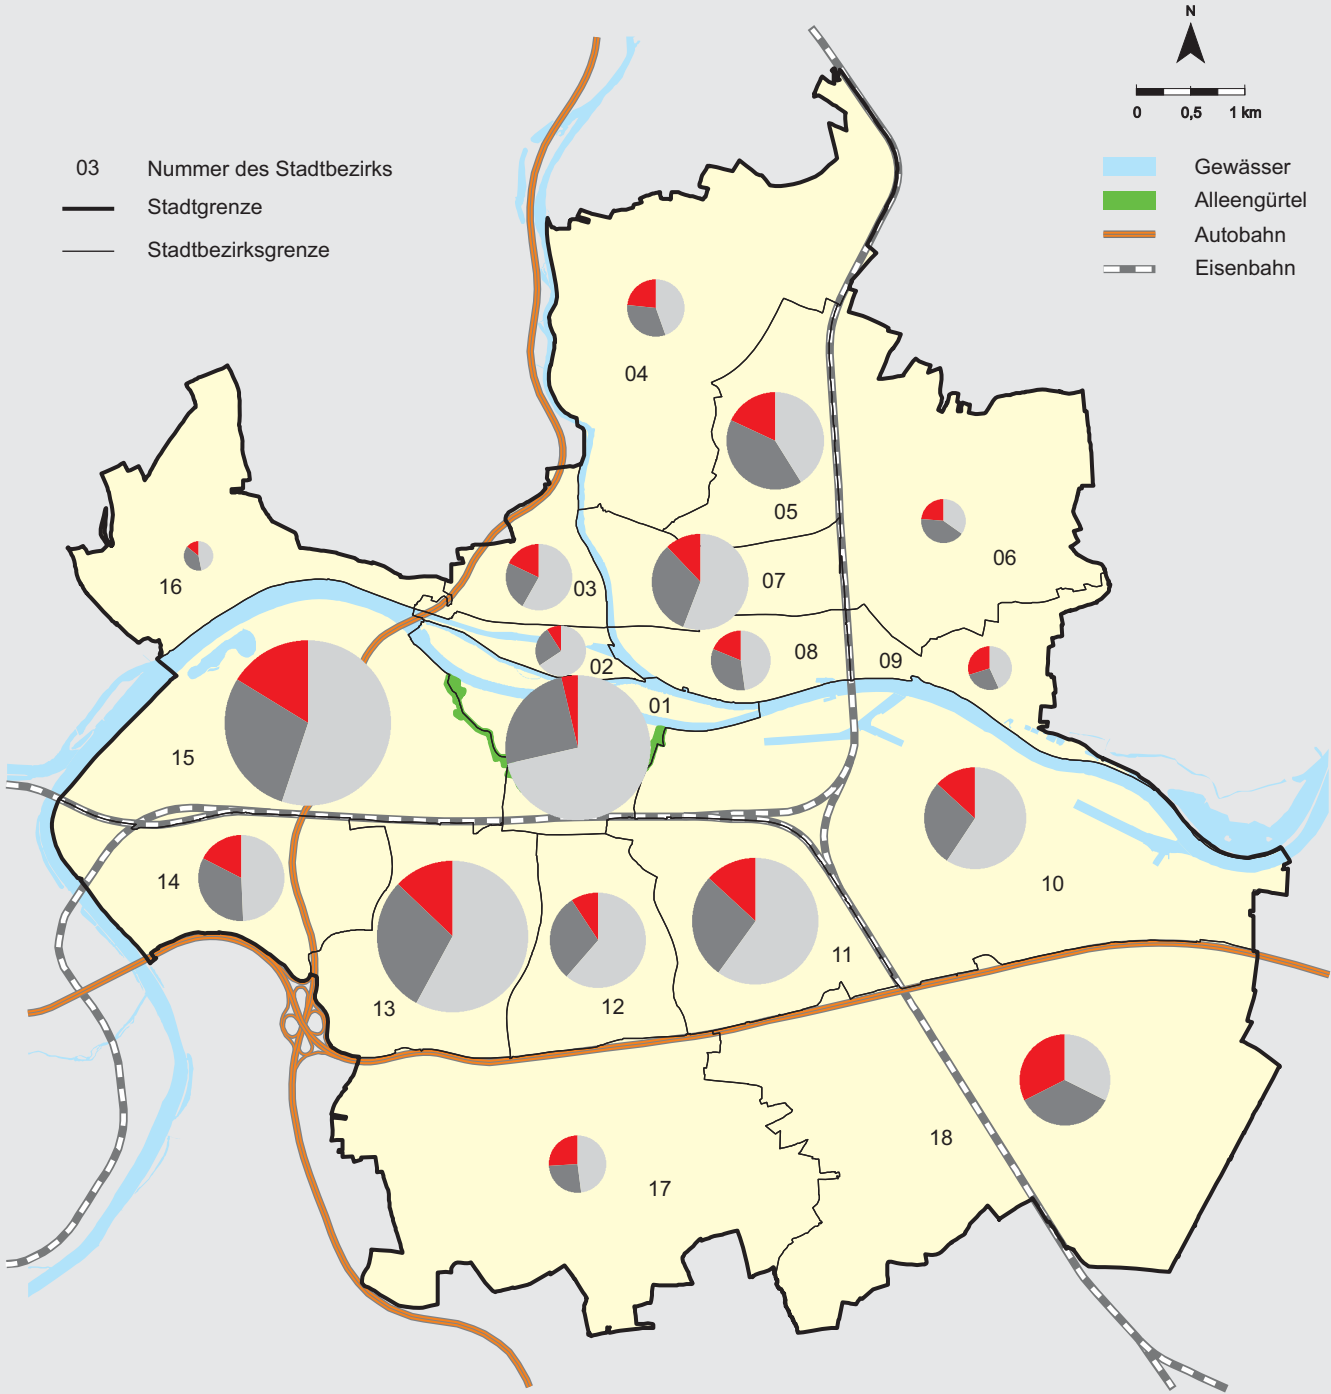 N
0 0,5 1 km
03 Nummer des Stadtbezirks
Stadtgrenze
Stadtbezirksgrenze
Gewässer
Alleengürtel
Autobahn
Eisenbahn
04
05
06
16
03
07
02
08
09
01
15
14
10
11
13
12
18
17